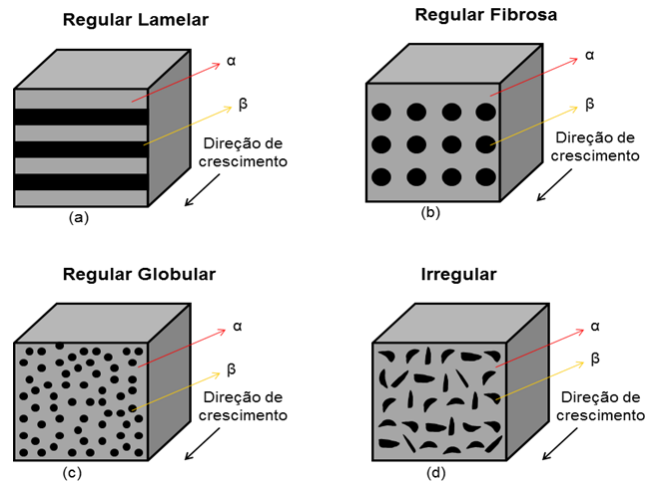 Regular Lamelar
α
β
Direção de
crescimento
(a)
Regular Fibrosa
α
β
Direção de
crescimento
(b)
Regular Globular
α
β
Direção de
crescimento
(c)
Irregular
α
β
Direção de
crescimento
(d)